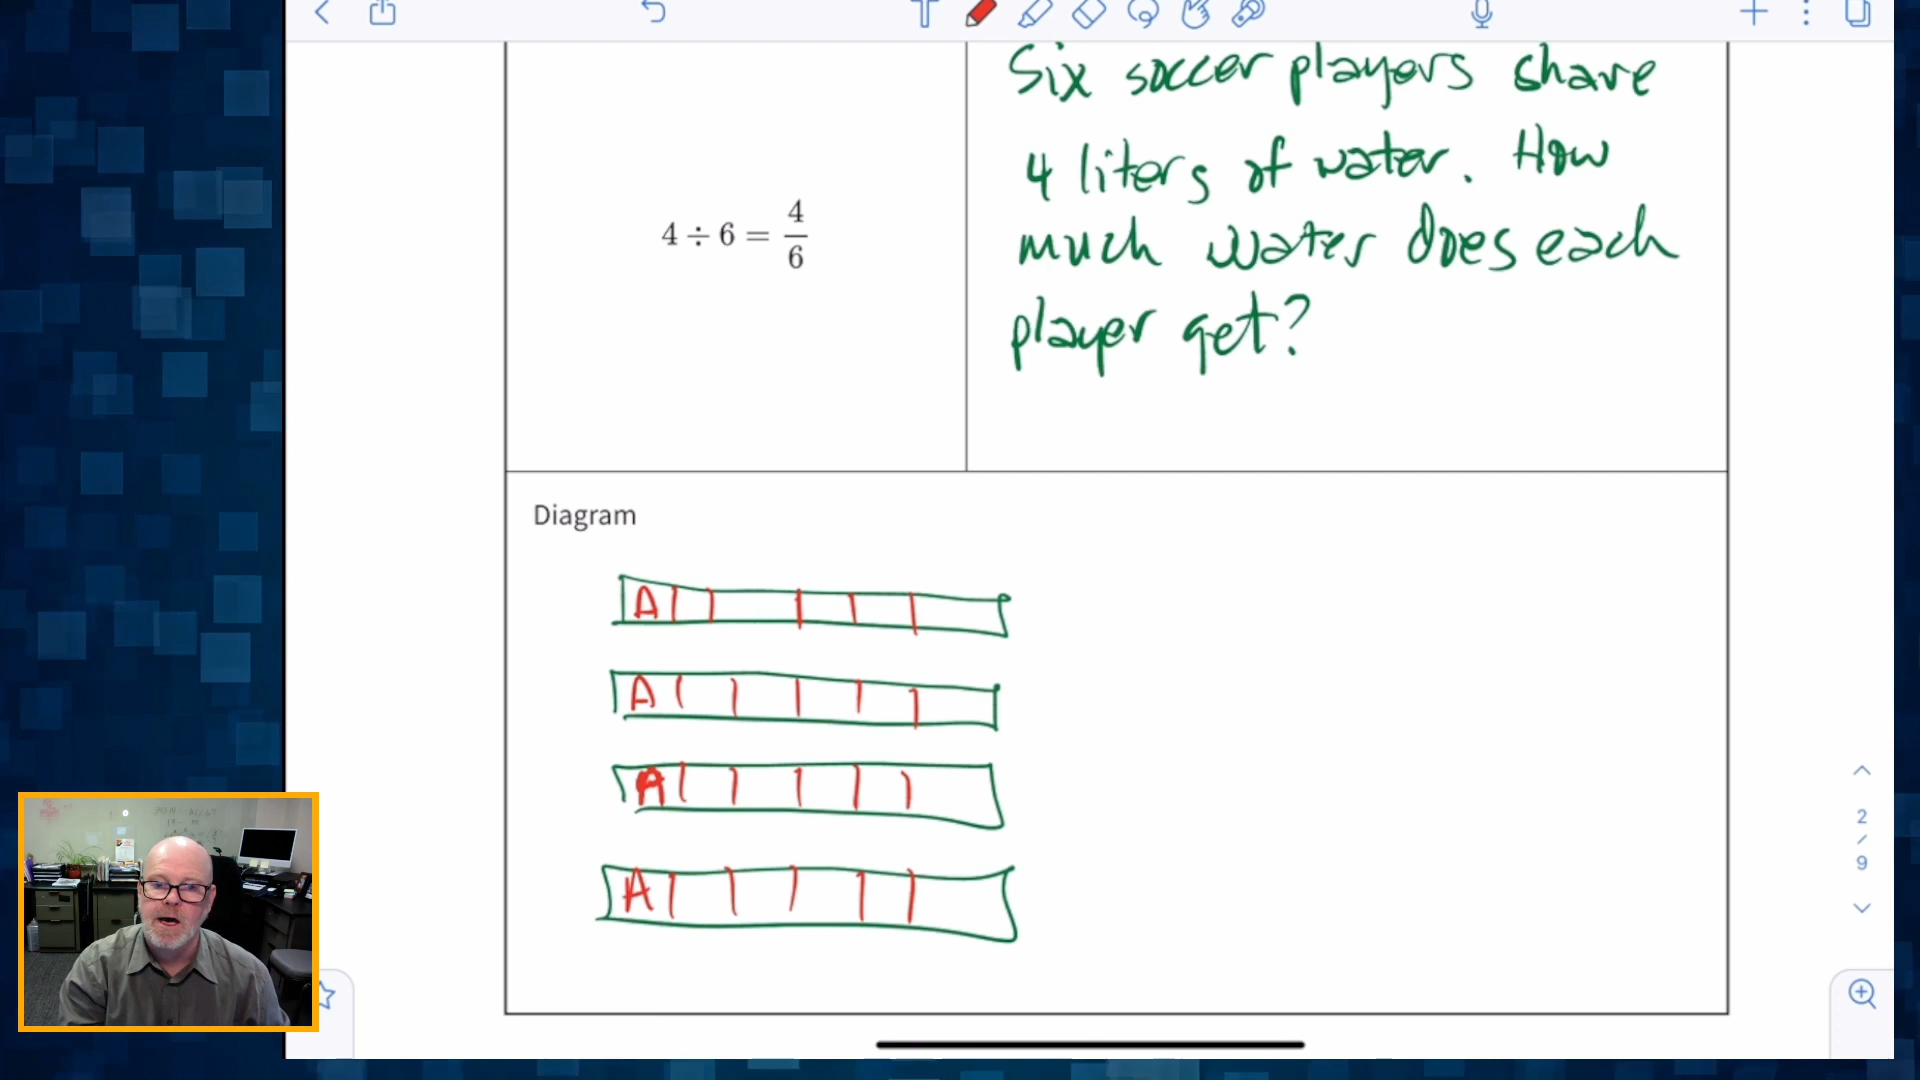 Six soccer players share
4 liters of water. How
much water does each
player get?
4 ÷ 6 = 4/6
Diagram
A
A
A
A
2
/
9